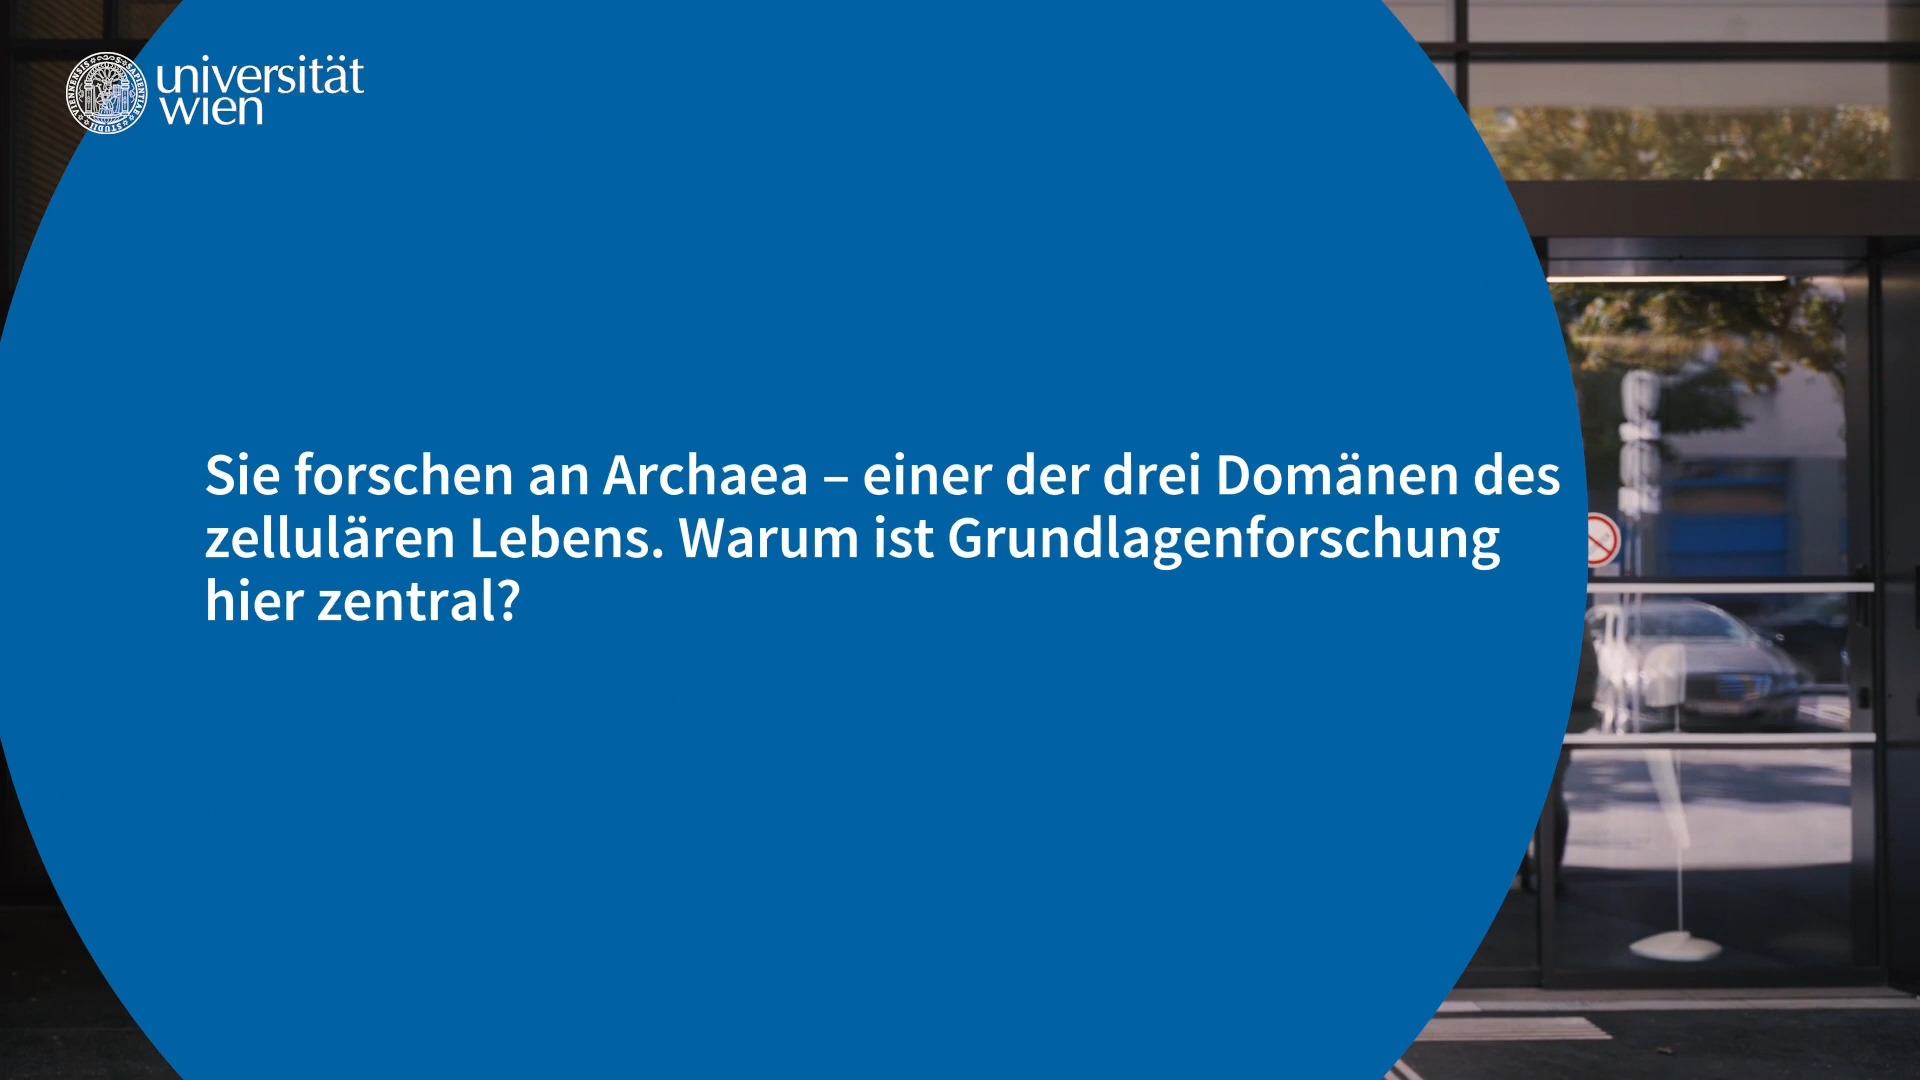 universität
wien
Sie forschen an Archaea – einer der drei Domänen des
zellulären Lebens. Warum ist Grundlagenforschung
hier zentral?